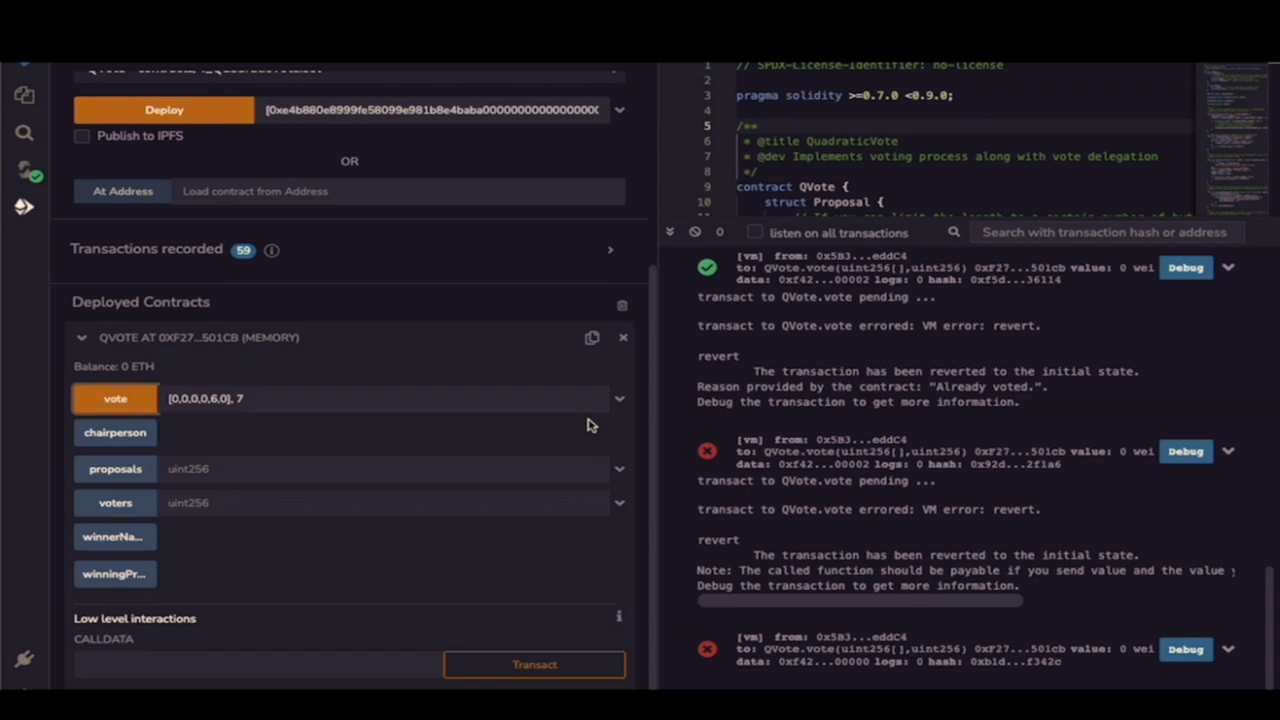 Deploy
[0xe4b880e8999fe58099e981b8e4baba0000000000000000(
Publish to IPFS
OR
At Address
Load contract from Address
Transactions recorded 59
Deployed Contracts
QVOTE AT 0XF27...501CB (MEMORY)
Balance: 0 ETH
vote
[0,0,0,0,6,0], 7
chairperson
proposals
uint256
voters
uint256
winnerNa...
winningPr...
Low level interactions
CALLDATA
Transact
1 // SPDX-License-Identifier: no-license
2
3 pragma solidity >=0.7.0 <0.9.0;
4
5 /**
6 * @title QuadraticVote
7 * @dev Implements voting process along with vote delegation
8 */
9 contract QVote {
10 struct Proposal {
0
listen on all transactions
Search with transaction hash or address
[vm] from: 0x5B3...eddC4
to: QVote.vote(uint256[],uint256) 0xF27...501cb value: 0 wei
data: 0xf42...00002 logs: 0 hash: 0xf5d...36114
Debug
transact to QVote.vote pending ...
transact to QVote.vote errored: VM error: revert.
revert
The transaction has been reverted to the initial state.
Reason provided by the contract: "Already voted.".
Debug the transaction to get more information.
[vm] from: 0x5B3...eddC4
to: QVote.vote(uint256[],uint256) 0xF27...501cb value: 0 wei
data: 0xf42...00002 logs: 0 hash: 0x92d...2f1a6
Debug
transact to QVote.vote pending ...
transact to QVote.vote errored: VM error: revert.
revert
The transaction has been reverted to the initial state.
Note: The called function should be payable if you send value and the value
Debug the transaction to get more information.
[vm] from: 0x5B3...eddC4
to: QVote.vote(uint256[],uint256) 0xF27...501cb value: 0 wei
data: 0xf42...00000 logs: 0 hash: 0xb1d...f342c
Debug